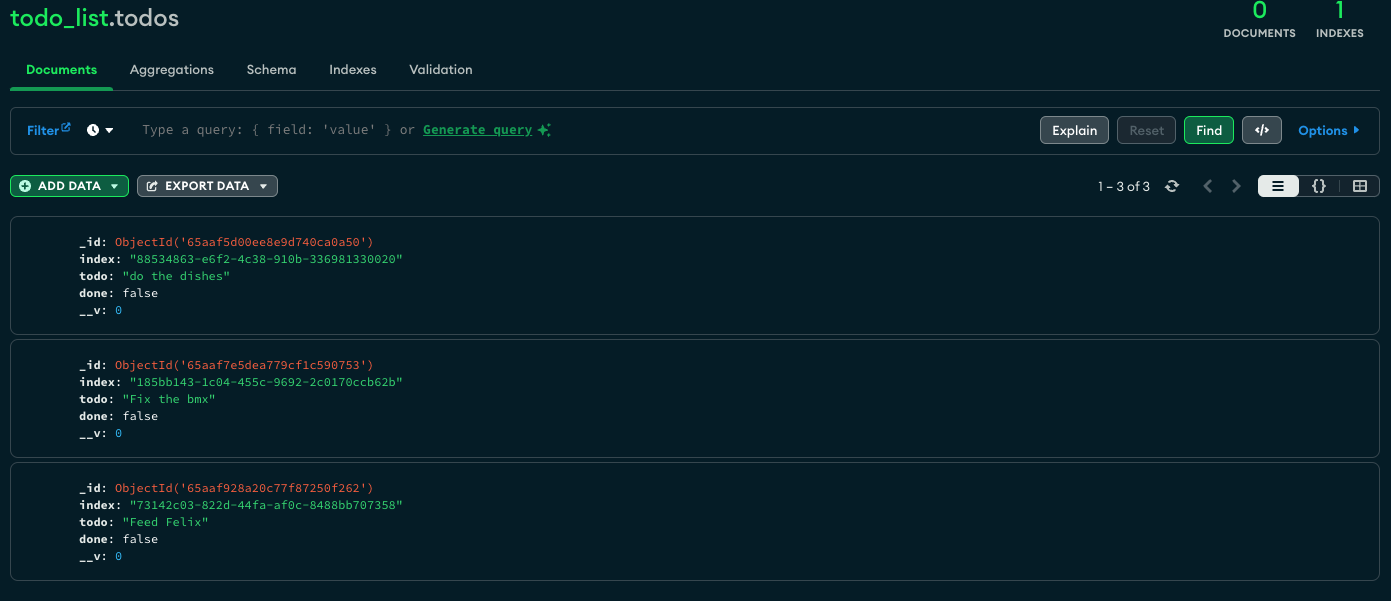 todo_list.todos
0 1
DOCUMENTS INDEXES
Documents Aggregations Schema Indexes Validation
Filter Type a query: { field: 'value' } or Generate query Explain Reset Find </> Options
ADD DATA EXPORT DATA 1 – 3 of 3 {}
_id: ObjectId('65aaf5d00ee8e9d740ca0a50')
index: "88534863-e6f2-4c38-910b-336981330020"
todo: "do the dishes"
done: false
__v: 0
_id: ObjectId('65aaf7e5dea779cf1c590753')
index: "185bb143-1c04-455c-9692-2c0170ccb62b"
todo: "Fix the bmx"
done: false
__v: 0
_id: ObjectId('65aaf928a20c77f87250f262')
index: "73142c03-822d-44fa-af0c-8488bb707358"
todo: "Feed Felix"
done: false
__v: 0